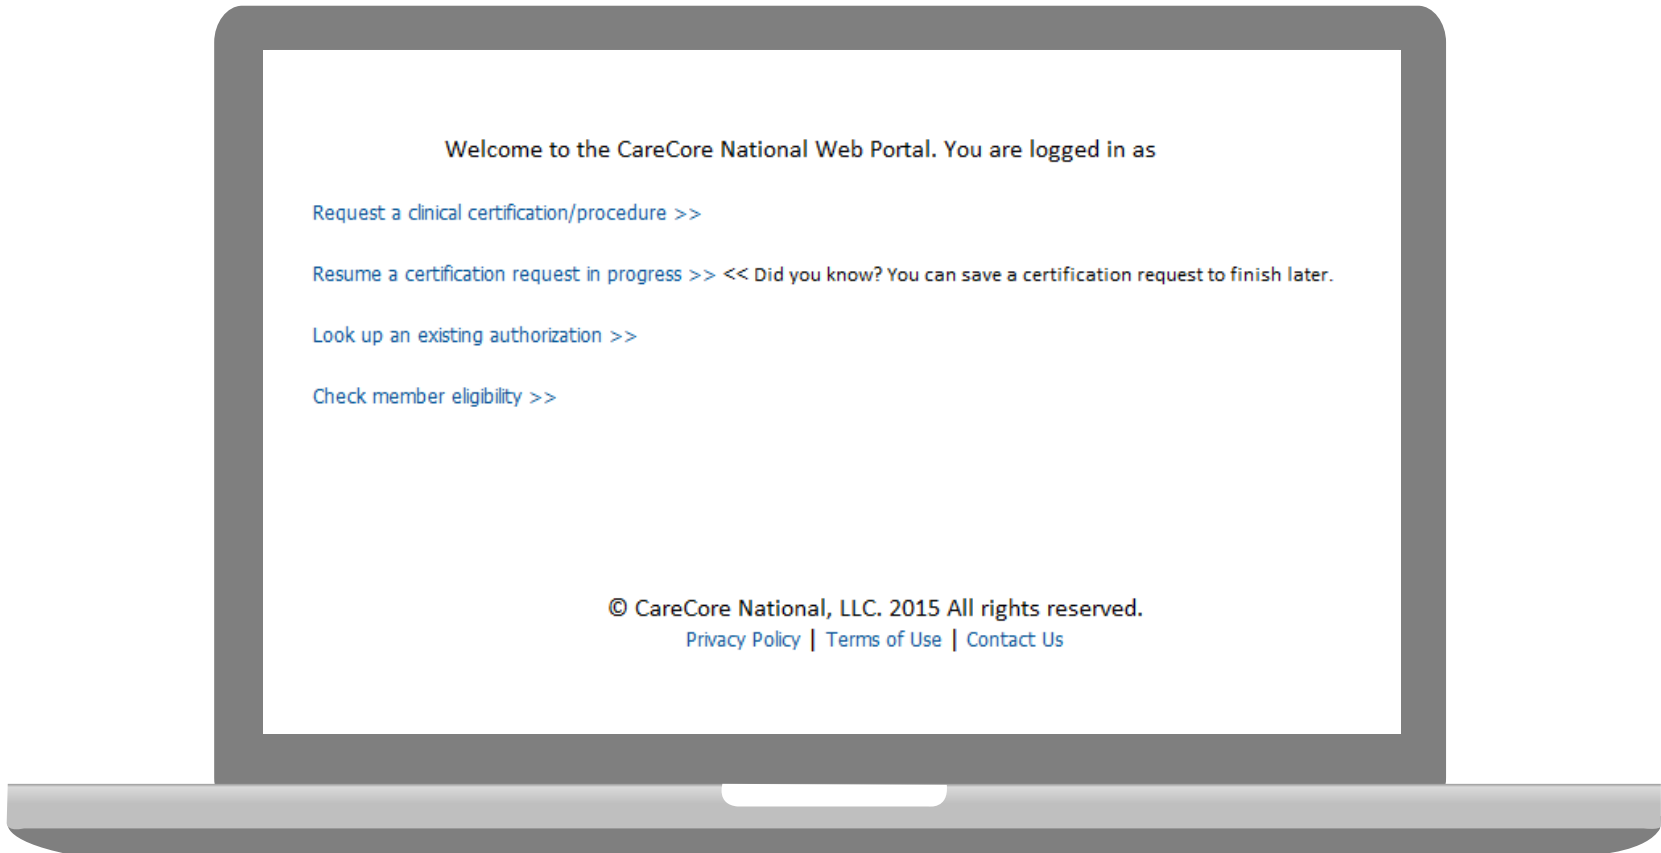 Welcome to the CareCore National Web Portal. You are logged in as
Request a clinical certification/procedure >>
Resume a certification request in progress >> << Did you know? You can save a certification request to finish later.
Look up an existing authorization >>
Check member eligibility >>
© CareCore National, LLC. 2015 All rights reserved.
Privacy Policy | Terms of Use | Contact Us